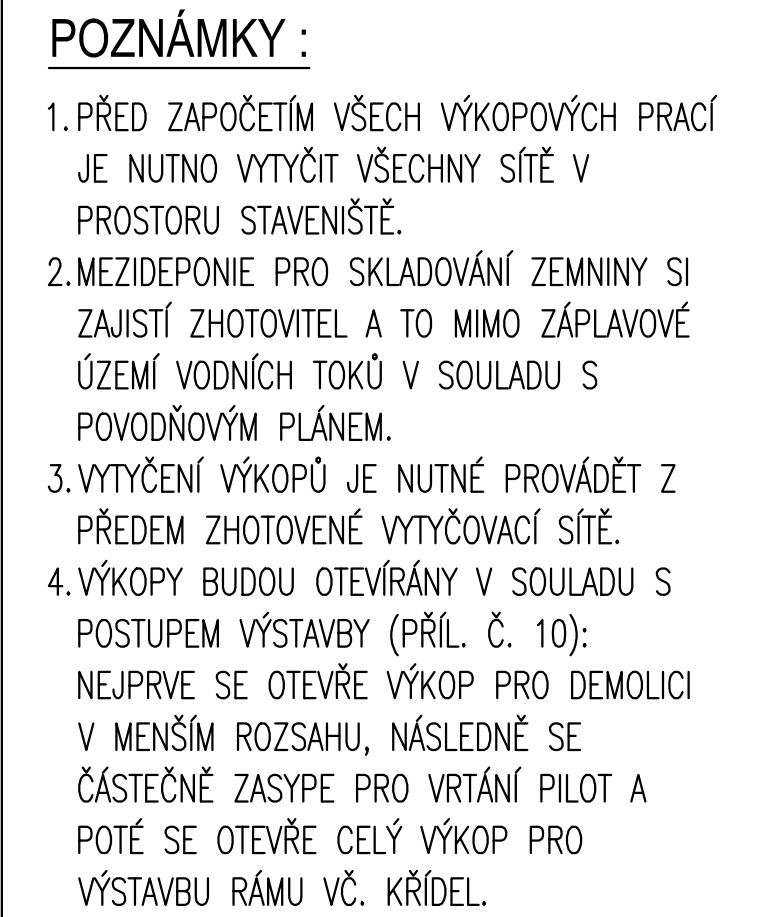 POZNÁMKY :
1. PŘED ZAPOČETÍM VŠECH VÝKOPOVÝCH PRACÍ
JE NUTNO VYTYČIT VŠECHNY SÍTĚ V
PROSTORU STAVENIŠTĚ.
2. MEZIDEPONIE PRO SKLADOVÁNÍ ZEMNINY SI
ZAJISTÍ ZHOTOVITEL A TO MIMO ZÁPLAVOVÉ
ÚZEMÍ VODNÍCH TOKŮ V SOULADU S
POVODŇOVÝM PLÁNEM.
3. VYTYČENÍ VÝKOPŮ JE NUTNÉ PROVÁDĚT Z
PŘEDEM ZHOTOVENÉ VYTYČOVACÍ SÍTĚ.
4. VÝKOPY BUDOU OTEVÍRÁNY V SOULADU S
POSTUPEM VÝSTAVBY (PŘÍL. Č. 10):
NEJPRVE SE OTEVŘE VÝKOP PRO DEMOLICI
V MENŠÍM ROZSAHU, NÁSLEDNĚ SE
ČÁSTEČNĚ ZASYPE PRO VRTÁNÍ PILOT A
POTÉ SE OTEVŘE CELÝ VÝKOP PRO
VÝSTAVBU RÁMU VČ. KŘÍDEL.